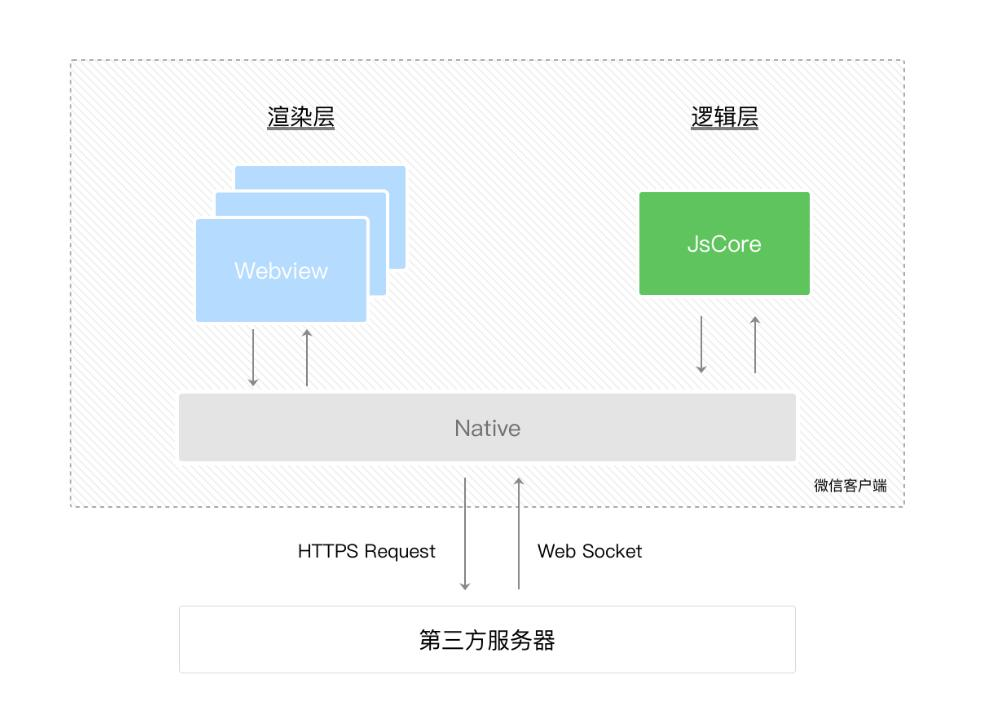 渲染层
逻辑层
Webview
JsCore
Native
微信客户端
HTTPS Request
Web Socket
第三方服务器